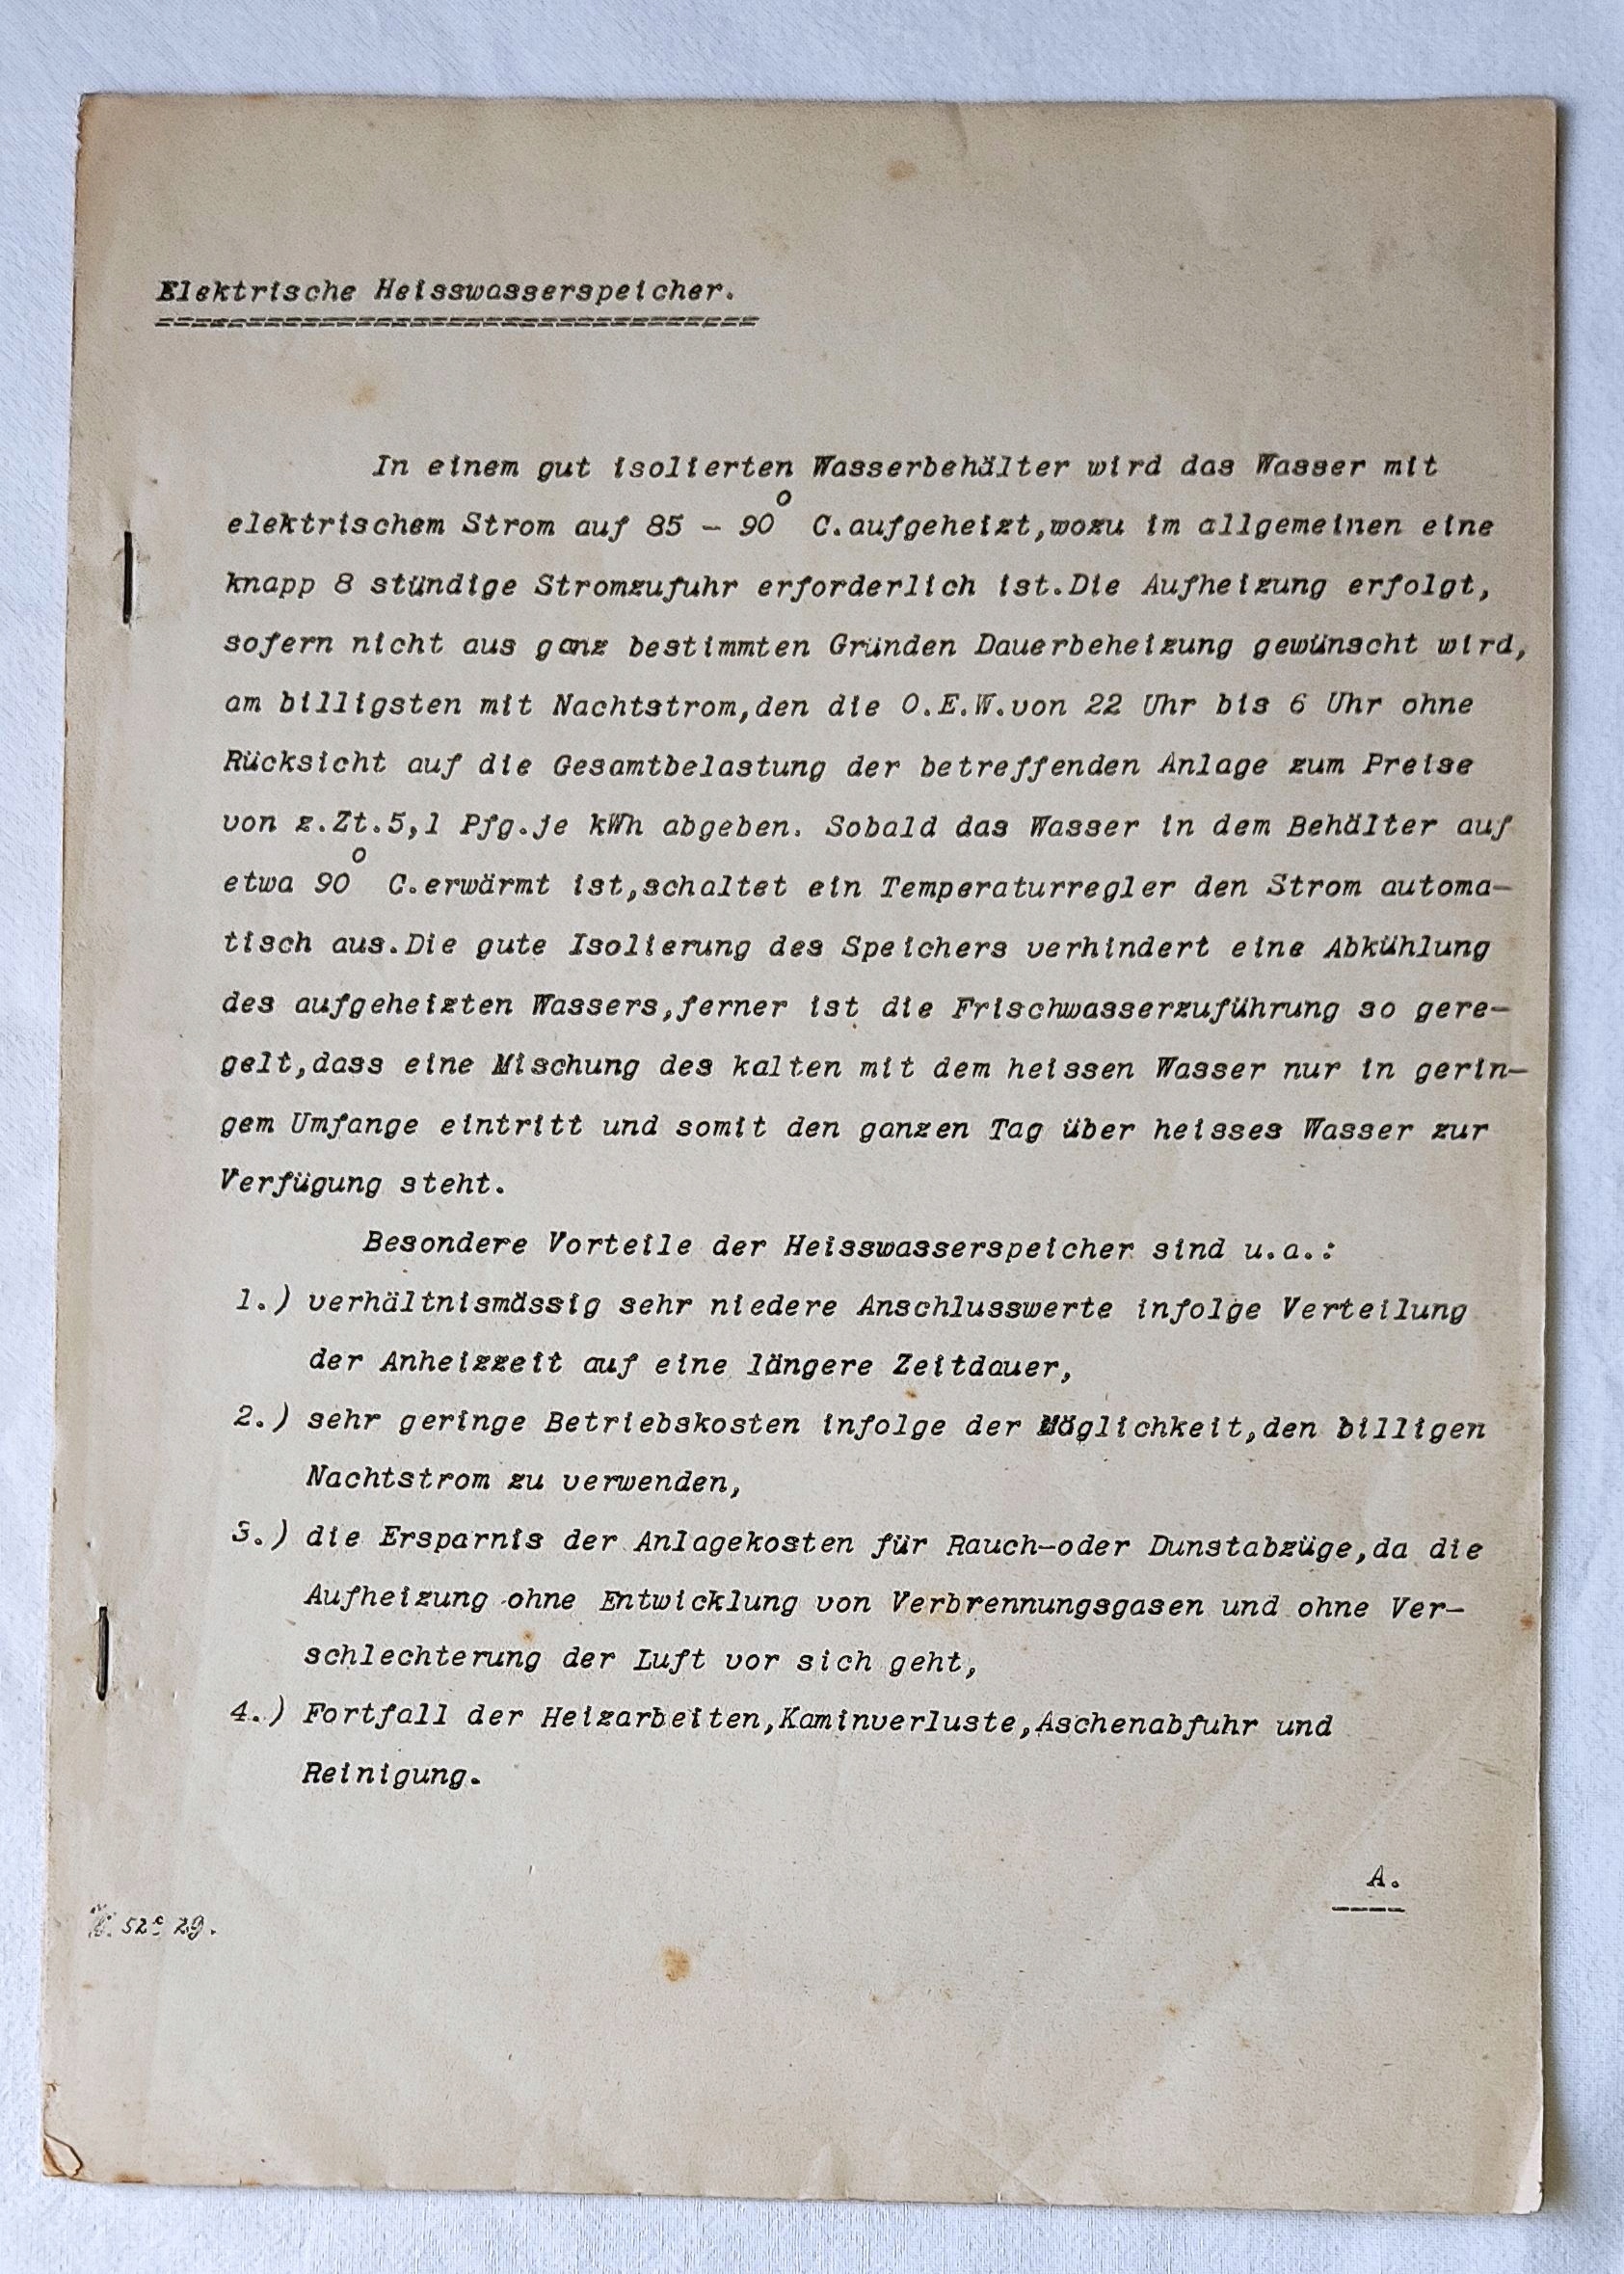 Elektrische Heisswasserspeicher.
In einem gut isolierten Wasserbehälter wird das Wasser mit
elektrischem Strom auf 85 - 90° C.aufgeheizt,wozu im allgemeinen eine
knapp 8 stündige Stromzufuhr erforderlich ist.Die Aufheizung erfolgt,
sofern nicht aus ganz bestimmten Gründen Dauerbeheizung gewünscht wird,
am billigsten mit Nachtstrom,den die O.E.W.von 22 Uhr bis 6 Uhr ohne
Rücksicht auf die Gesamtbelastung der betreffenden Anlage zum Preise
von z.Zt.5,1 Pfg.je kWh abgeben. Sobald das Wasser in dem Behälter auf
etwa 90° C.erwärmt ist,schaltet ein Temperaturregler den Strom automa-
tisch aus.Die gute Isolierung des Speichers verhindert eine Abkühlung
des aufgeheizten Wassers,ferner ist die Frischwasserzuführung so gere-
gelt,dass eine Mischung des kalten mit dem heissen Wasser nur in gerin-
gem Umfange eintritt und somit den ganzen Tag über heisses Wasser zur
Verfügung steht.
Besondere Vorteile der Heisswasserspeicher sind u.a.:
1.) verhältnismässig sehr niedere Anschlusswerte infolge Verteilung
der Anheizzeit auf eine längere Zeitdauer,
2.) sehr geringe Betriebskosten infolge der Möglichkeit,den billigen
Nachtstrom zu verwenden,
3.) die Ersparnis der Anlagekosten für Rauch-oder Dunstabzüge,da die
Aufheizung ohne Entwicklung von Verbrennungsgasen und ohne Ver-
schlechterung der Luft vor sich geht,
4.) Fortfall der Heizarbeiten,Kaminverluste,Aschenabfuhr und
Reinigung.
A.
52c 29.